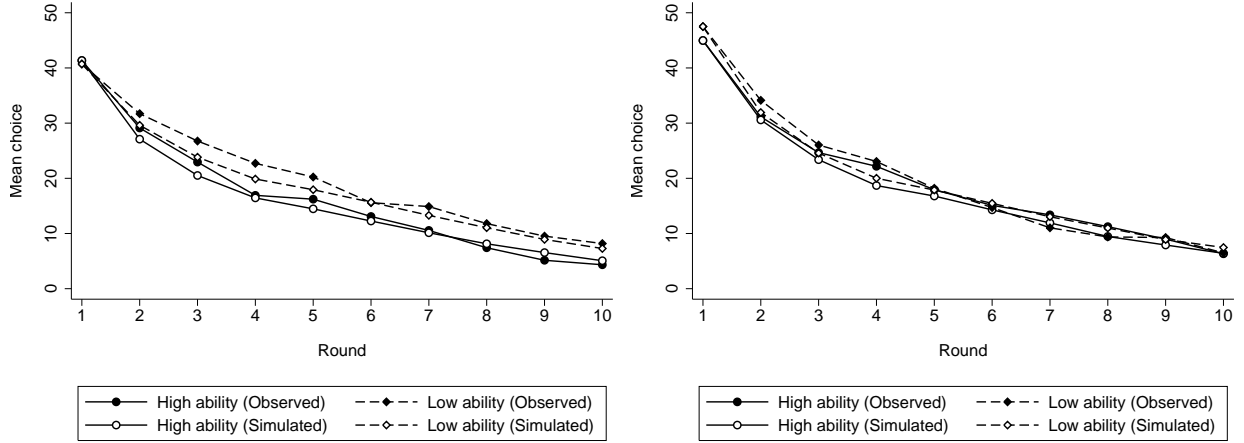 50
40
30
20
10
0
Mean choice
1 2 3 4 5 6 7 8 9 10
Round
High ability (Observed) Low ability (Observed)
High ability (Simulated) Low ability (Simulated)
50
40
30
20
10
0
Mean choice
1 2 3 4 5 6 7 8 9 10
Round
High ability (Observed) Low ability (Observed)
High ability (Simulated) Low ability (Simulated)